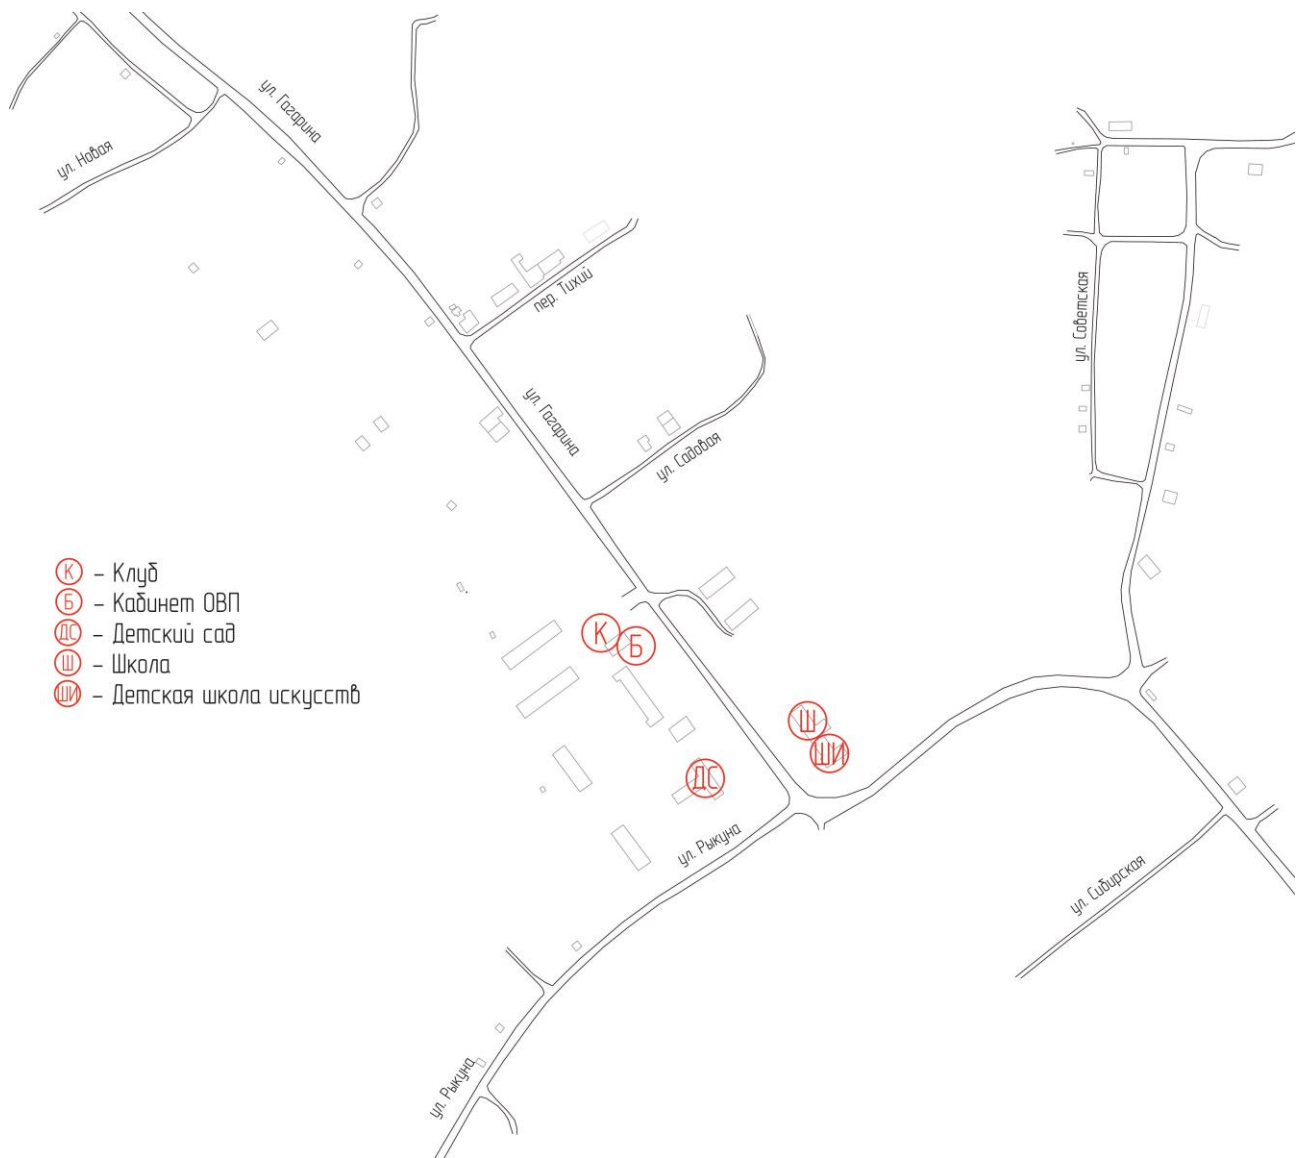 ул. Гагарина
ул. Новая
пер. Тихий
ул. Советская
ул. Гагарина
ул. Садовая
К – Клуб
Б – Кабинет ОВП
ДС – Детский сад
Ш – Школа
ШИ – Детская школа искусств
К
Б
Ш
ШИ
ДС
ул. Рыкуна
ул. Сибирская
ул. Рыкуна